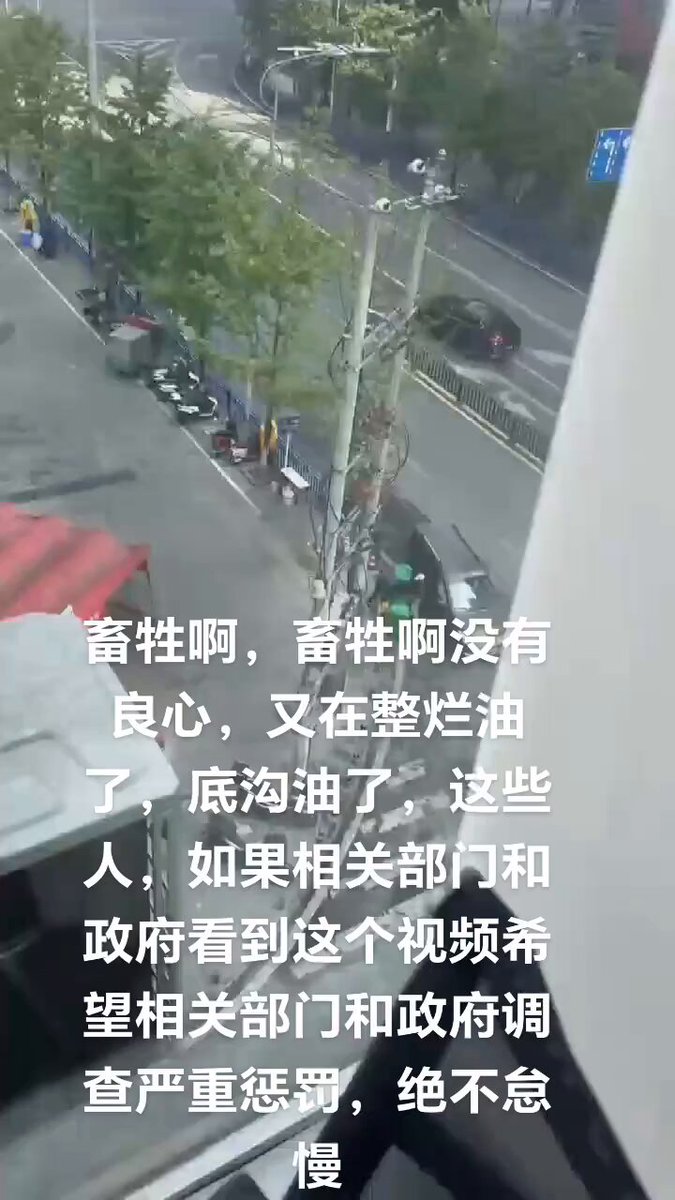 畜牲啊，畜牲啊没有
良心，又在整烂油
了，底沟油了，这些
人，如果相关部门和
政府看到这个视频希
望相关部门和政府调
查严重惩罚，绝不怠
慢